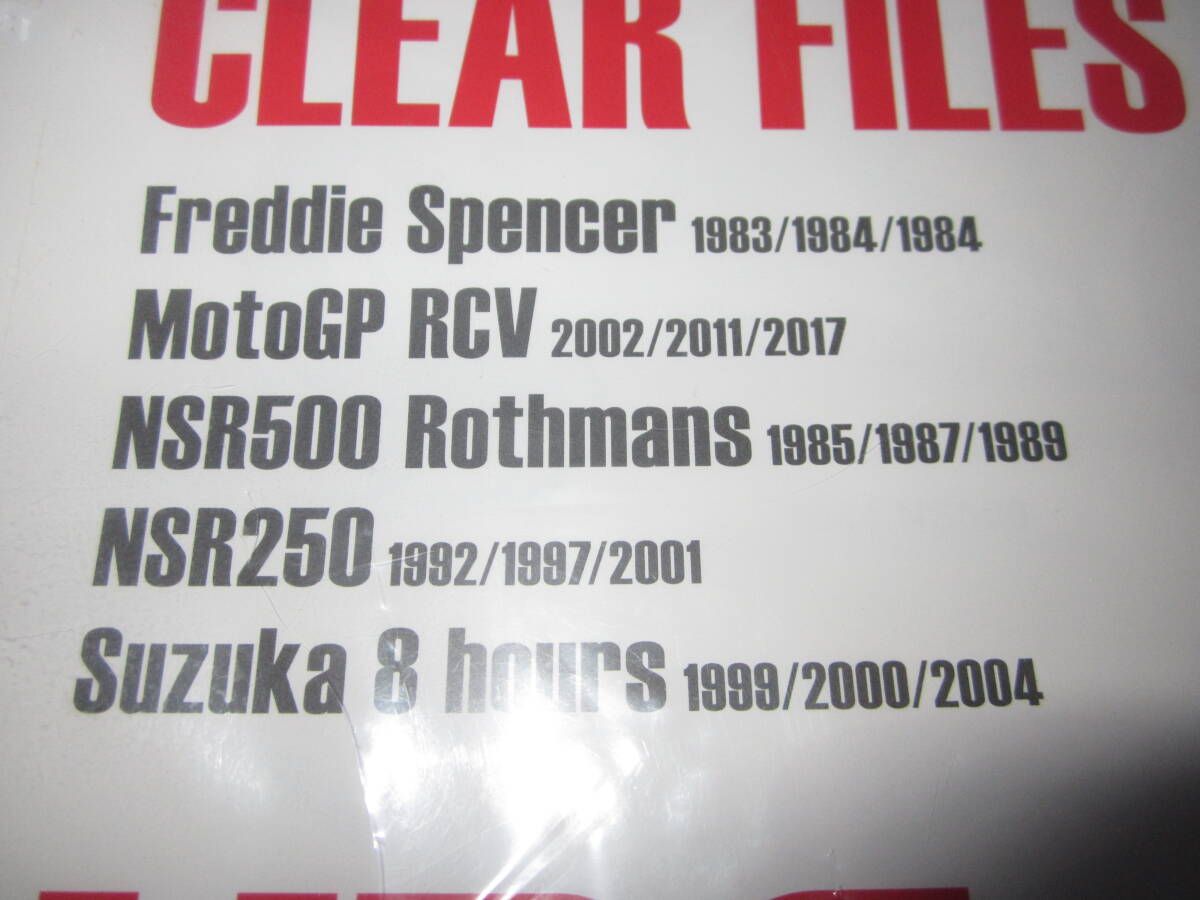 CLEAR FILES
Freddie Spencer 1983/1984/1984
MotoGP RCV 2002/2011/2017
NSR500 Rothmans 1985/1987/1989
NSR250 1992/1997/2001
Suzuka 8 hours 1999/2000/2004